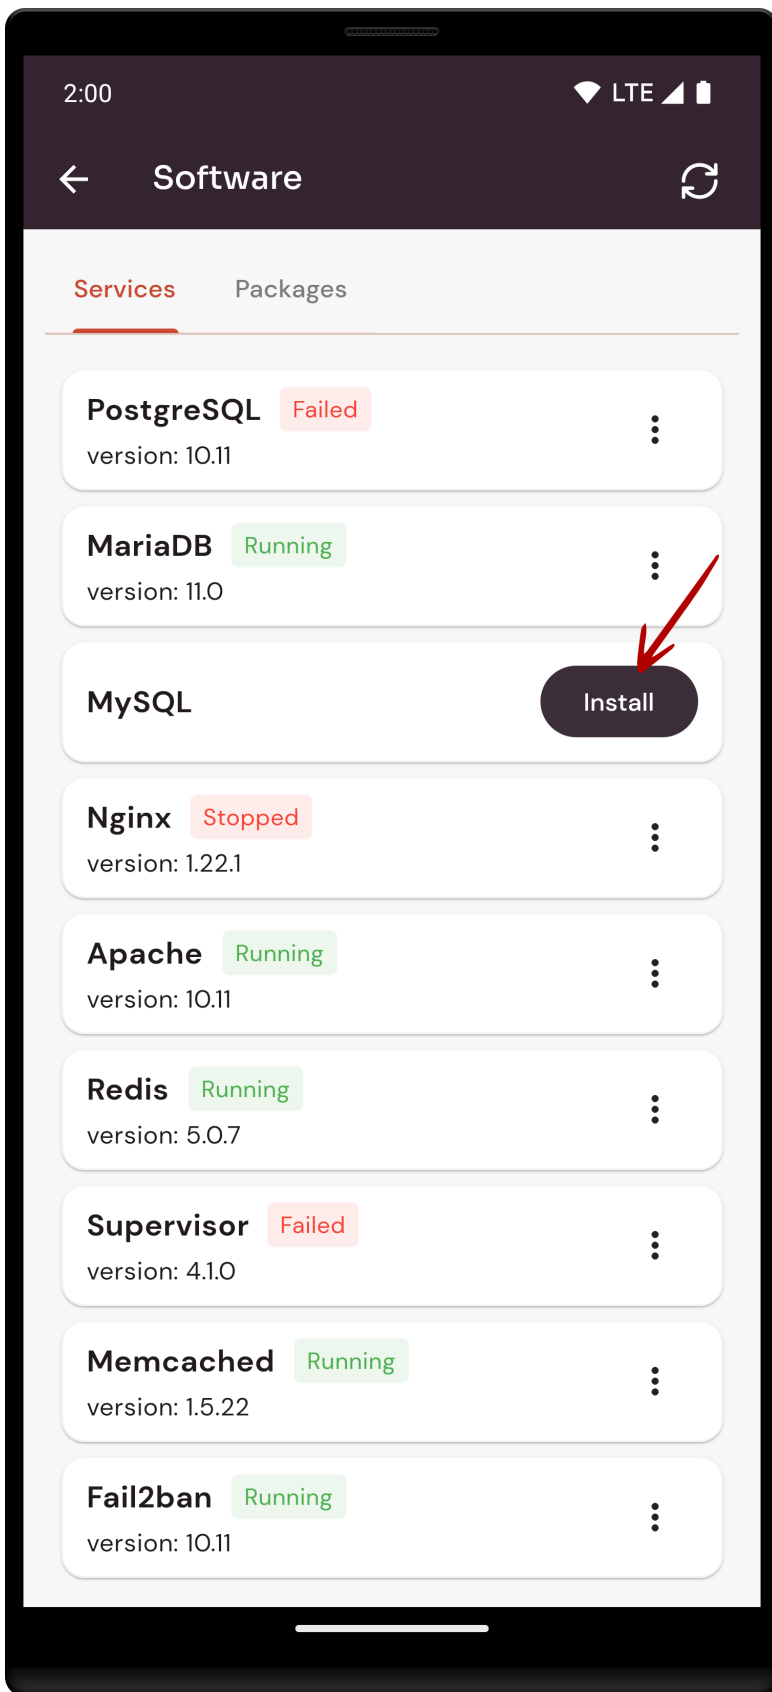 2:00 LTE
Software
Services Packages
PostgreSQL Failed
version: 10.11
MariaDB Running
version: 11.0
MySQL Install
Nginx Stopped
version: 1.22.1
Apache Running
version: 10.11
Redis Running
version: 5.0.7
Supervisor Failed
version: 4.1.0
Memcached Running
version: 1.5.22
Fail2ban Running
version: 10.11